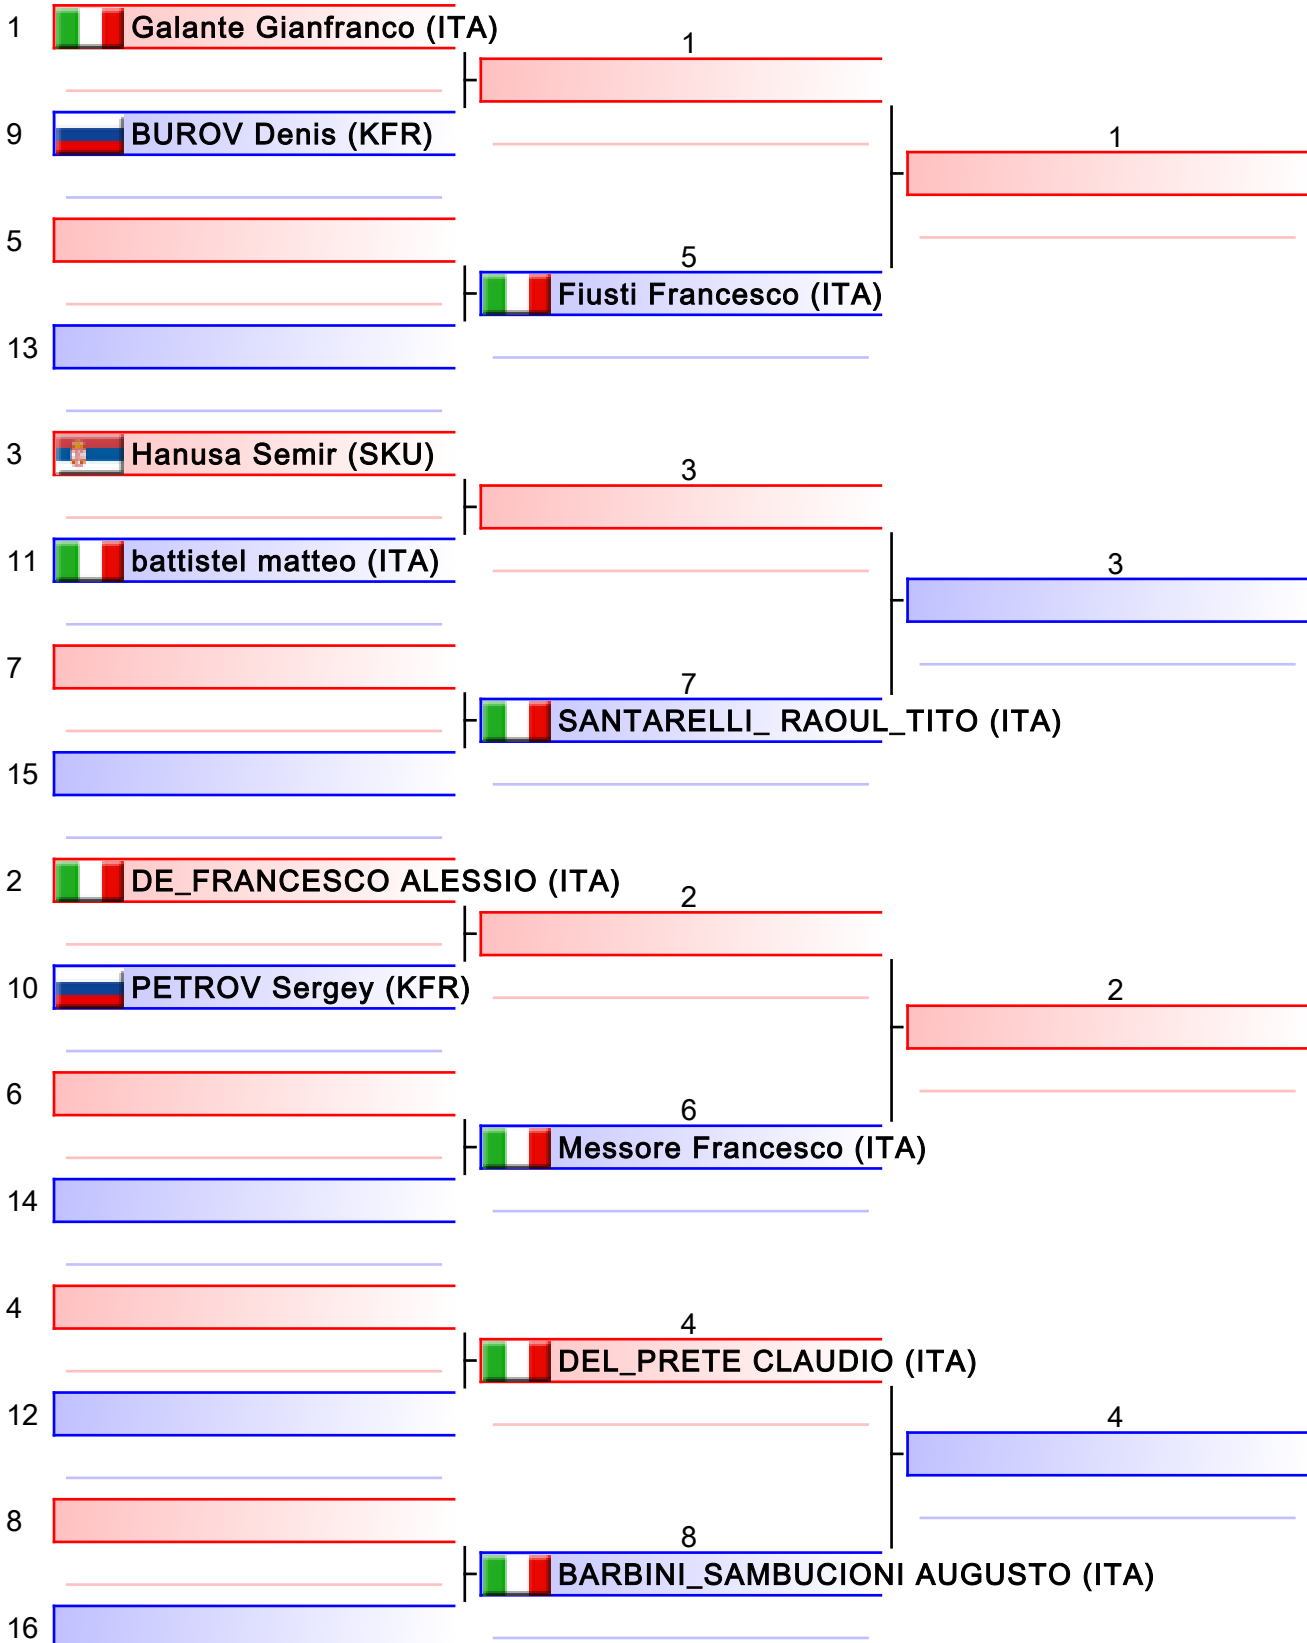 1 Galante Gianfranco (ITA)
1
9 BUROV Denis (KFR)
1
5
5
Fiusti Francesco (ITA)
13
3 Hanusa Semir (SKU)
3
11 battistel matteo (ITA)
3
7
7
SANTARELLI_ RAOUL_TITO (ITA)
15
2 DE_FRANCESCO ALESSIO (ITA)
2
10 PETROV Sergey (KFR)
2
6
6
Messore Francesco (ITA)
14
4
4
DEL_PRETE CLAUDIO (ITA)
12
4
8
8
BARBINI_SAMBUCIONI AUGUSTO (ITA)
16